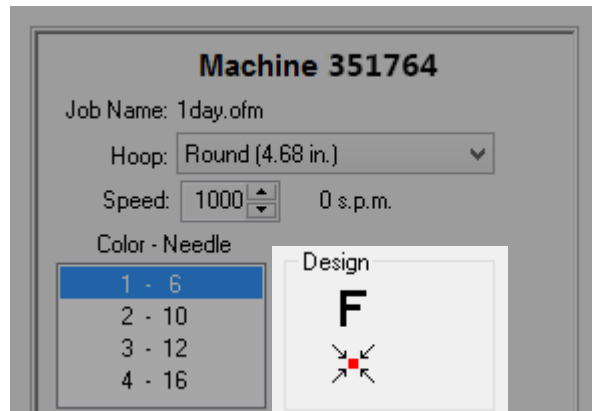 Machine 351764
Job Name: 1day.ofm
Hoop: Round (4.68 in.)
Speed: 1000 0 s.p.m.
Color - Needle
1 - 6
2 - 10
3 - 12
4 - 16
Design
F